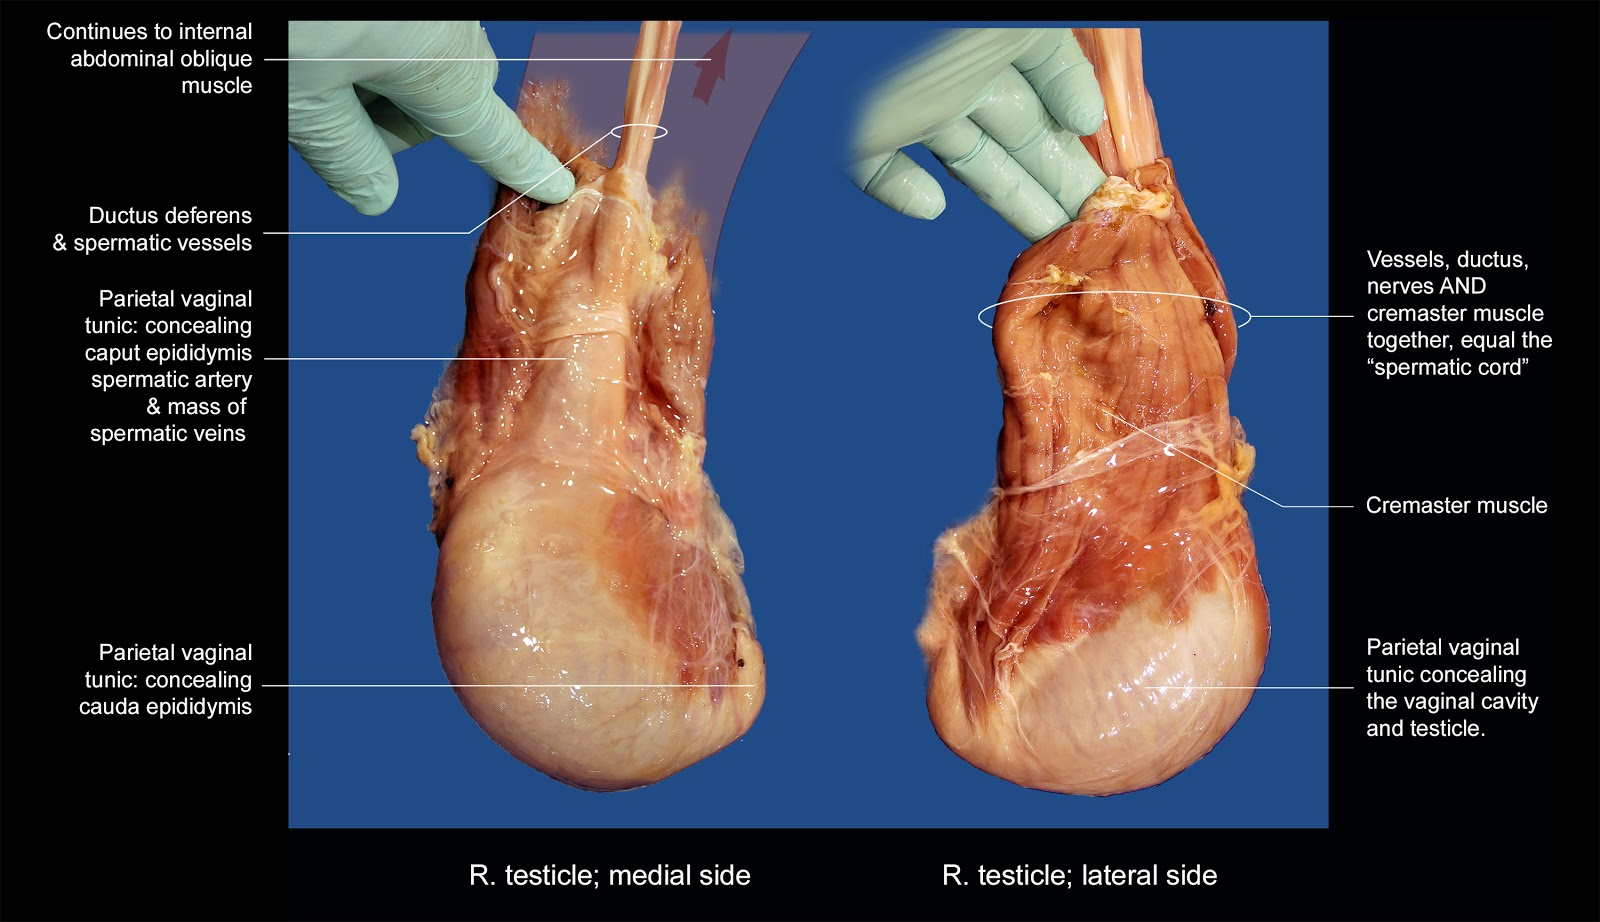 Continues to internal
abdominal oblique
muscle
Ductus deferens
& spermatic vessels
Parietal vaginal
tunic: concealing
caput epididymis
spermatic artery
& mass of
spermatic veins
Parietal vaginal
tunic: concealing
cauda epididymis
Vessels, ductus,
nerves AND
cremaster muscle
together, equal the
“spermatic cord”
Cremaster muscle
Parietal vaginal
tunic concealing
the vaginal cavity
and testicle.
R. testicle; medial side
R. testicle; lateral side